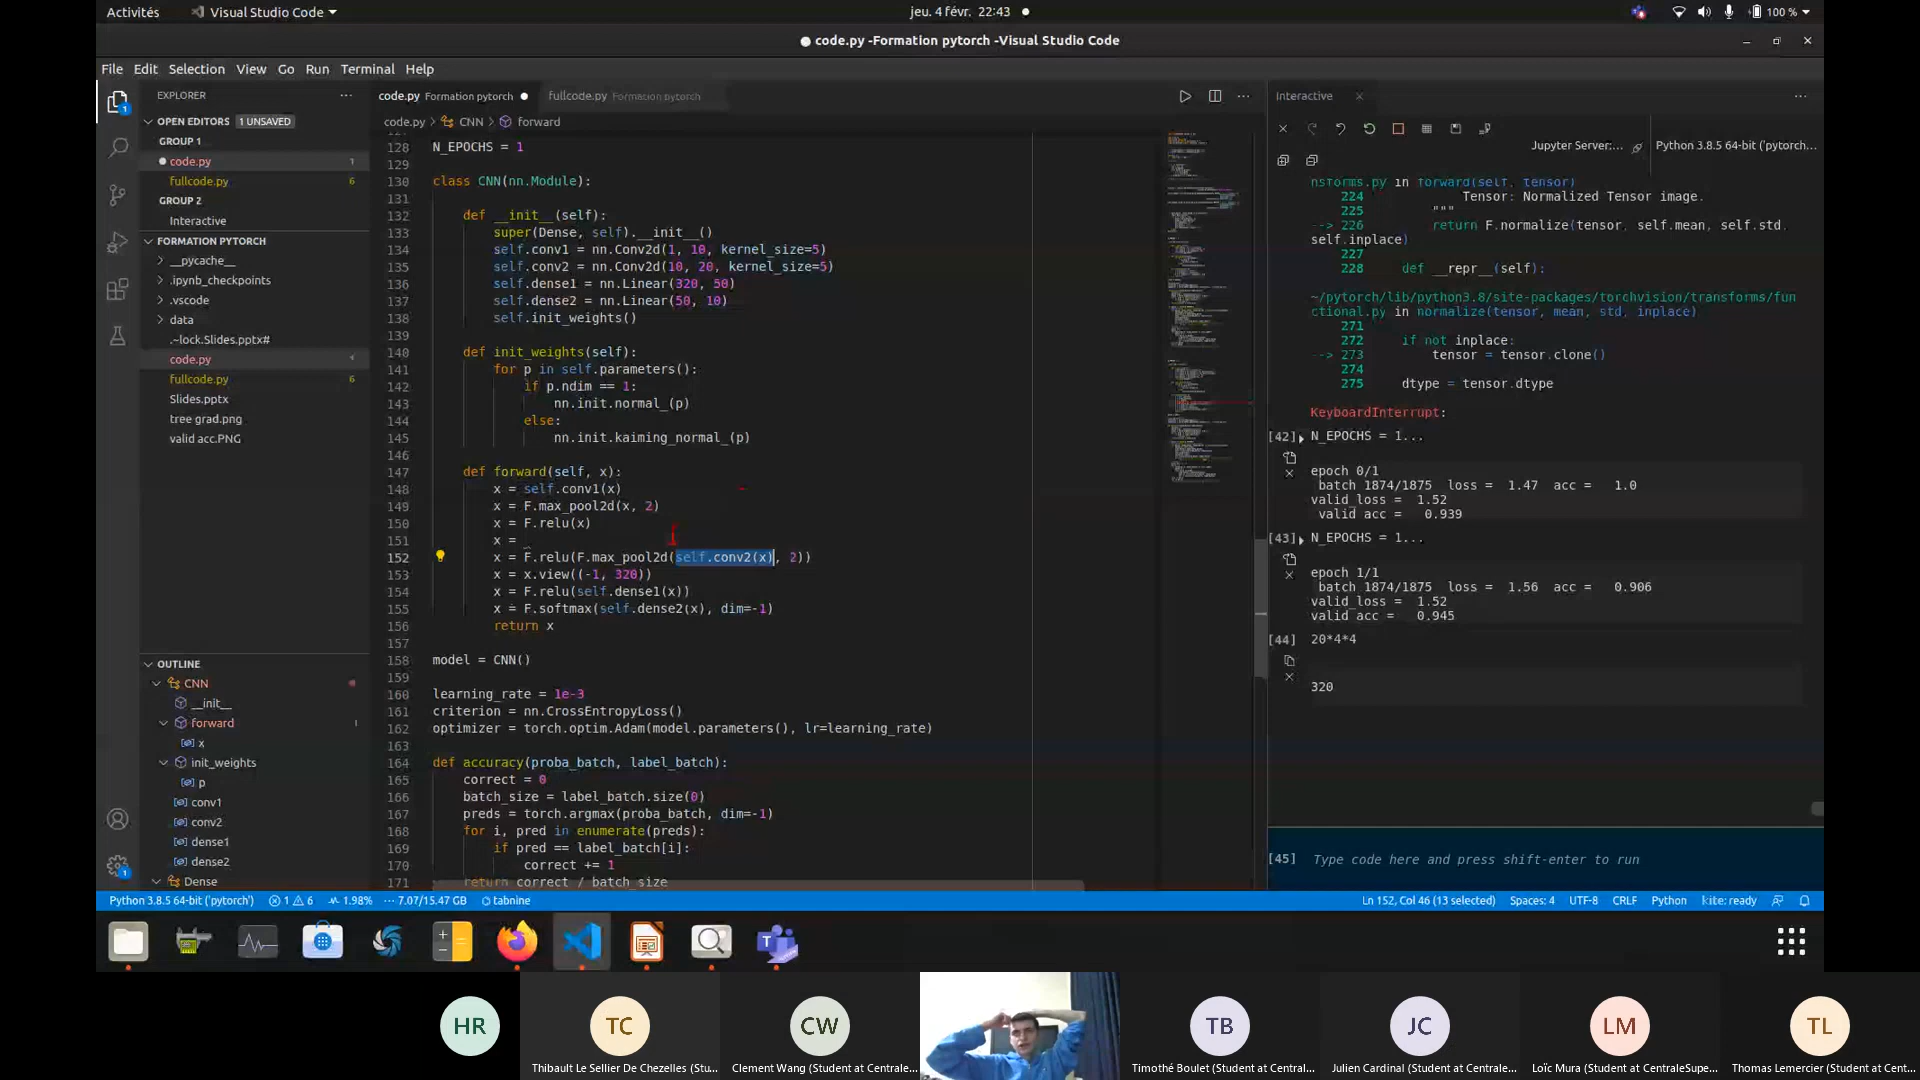 Activités
Visual Studio Code
jeu. 4 févr. 22:43
100 %
code.py -Formation pytorch -Visual Studio Code
File Edit Selection View Go Run Terminal Help
EXPLORER
OPEN EDITORS 1 UNSAVED
GROUP 1
code.py 1
fullcode.py 6
GROUP 2
Interactive
FORMATION PYTORCH
__pycache__
.ipynb_checkpoints
.vscode
data
.~lock.Slides.pptx#
code.py
fullcode.py 6
Slides.pptx
tree grad.png
valid acc.PNG
OUTLINE
CNN
__init__
forward 1
x
init_weights
p
conv1
conv2
dense1
dense2
Dense
code.py Formation pytorch
fullcode.py Formation pytorch
code.py > CNN > forward
128 N_EPOCHS = 1
129
130 class CNN(nn.Module):
131
132 def __init__(self):
133 super(Dense, self).__init__()
134 self.conv1 = nn.Conv2d(1, 10, kernel_size=5)
135 self.conv2 = nn.Conv2d(10, 20, kernel_size=5)
136 self.dense1 = nn.Linear(320, 50)
137 self.dense2 = nn.Linear(50, 10)
138 self.init_weights()
139
140 def init_weights(self):
141 for p in self.parameters():
142 if p.ndim == 1:
143 nn.init.normal_(p)
144 else:
145 nn.init.kaiming_normal_(p)
146
147 def forward(self, x):
148 x = self.conv1(x)
149 x = F.max_pool2d(x, 2)
150 x = F.relu(x)
151 x =
152 x = F.relu(F.max_pool2d(self.conv2(x), 2))
153 x = x.view((-1, 320))
154 x = F.relu(self.dense1(x))
155 x = F.softmax(self.dense2(x), dim=-1)
156 return x
157
158 model = CNN()
159
160 learning_rate = 1e-3
161 criterion = nn.CrossEntropyLoss()
162 optimizer = torch.optim.Adam(model.parameters(), lr=learning_rate)
163
164 def accuracy(proba_batch, label_batch):
165 correct = 0
166 batch_size = label_batch.size(0)
167 preds = torch.argmax(proba_batch, dim=-1)
168 for i, pred in enumerate(preds):
169 if pred == label_batch[i]:
170 correct += 1
171 return correct / batch_size
Interactive
Jupyter Server:...
Python 3.8.5 64-bit ('pytorch...
nsforms.py in forward(self, tensor)
224 Tensor: Normalized Tensor image.
225 """
--> 226 return F.normalize(tensor, self.mean, self.std,
self.inplace)
227
228 def __repr__(self):
~/pytorch/lib/python3.8/site-packages/torchvision/transforms/fun
ctional.py in normalize(tensor, mean, std, inplace)
271
272 if not inplace:
--> 273 tensor = tensor.clone()
274
275 dtype = tensor.dtype
KeyboardInterrupt:
[42] N_EPOCHS = 1...
epoch 0/1
batch 1874/1875 loss = 1.47 acc = 1.0
valid_loss = 1.52
valid acc = 0.939
[43] N_EPOCHS = 1...
epoch 1/1
batch 1874/1875 loss = 1.56 acc = 0.906
valid_loss = 1.52
valid acc = 0.945
[44] 20*4*4
320
[45] Type code here and press shift-enter to run
Python 3.8.5 64-bit ('pytorch') 1 6 1.98% 7.07/15.47 GB tabnine
Ln 152, Col 46 (13 selected) Spaces: 4 UTF-8 CRLF Python kite: ready
HR
TC
CW
TB
JC
LM
TL
Thibault Le Sellier De Chezelles (Stu...
Clement Wang (Student at Centrale...
Timothé Boulet (Student at Central...
Julien Cardinal (Student at Centrale...
Loïc Mura (Student at CentraleSupe...
Thomas Lemercier (Student at Cent...